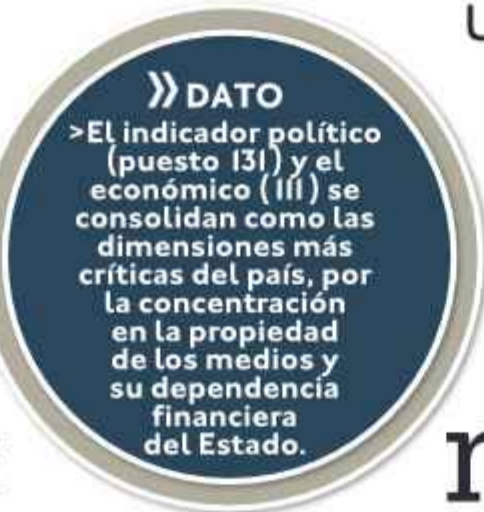 » DATO
>El indicador político
(puesto 131) y el
económico (111) se
consolidan como las
dimensiones más
críticas del país, por
la concentración
en la propiedad
de los medios y
su dependencia
financiera
del Estado.